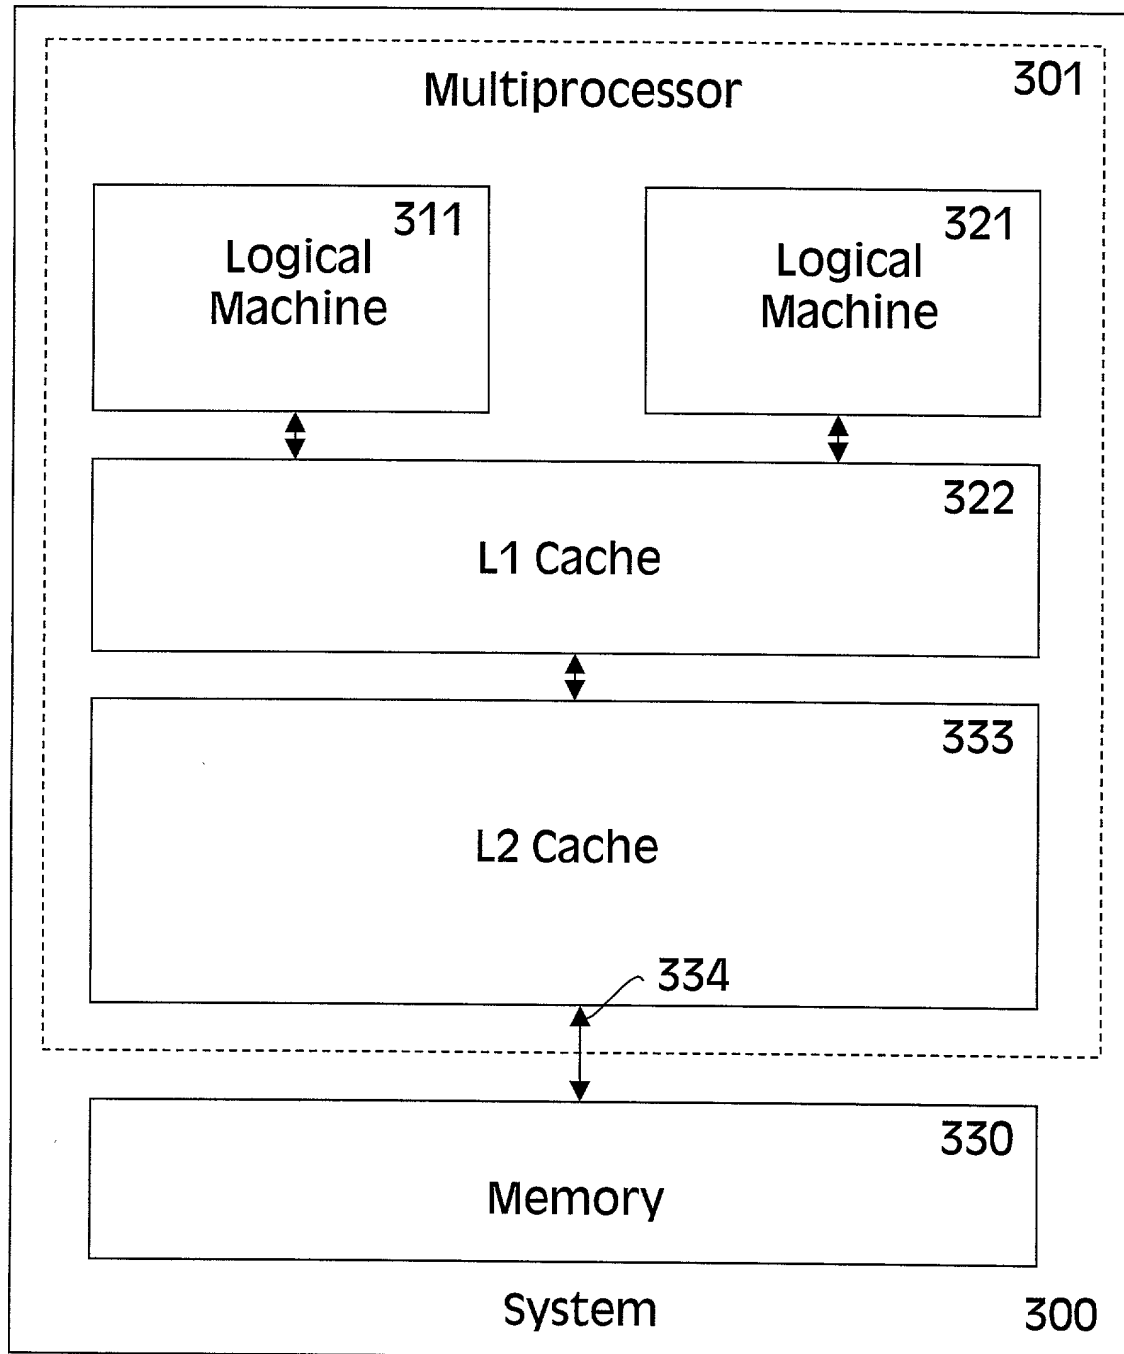 301
Multiprocessor
311
Logical
Machine
321
Logical
Machine
322
L1 Cache
333
L2 Cache
334
330
Memory
System
300